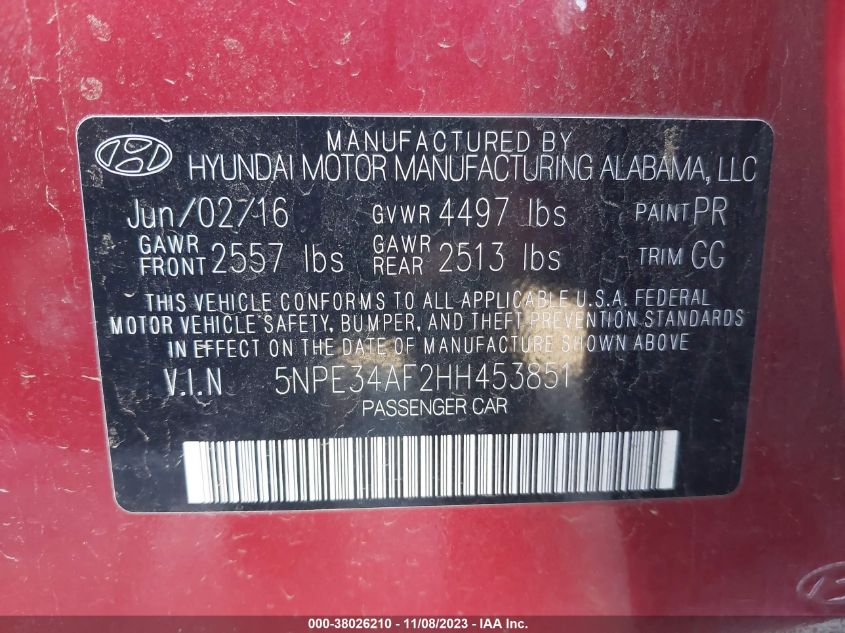 MANUFACTURED BY
HYUNDAI MOTOR MANUFACTURING ALABAMA, LLC
Jun/02/16 GVWR 4497 lbs PAINT PR
GAWR FRONT 2557 lbs GAWR REAR 2513 lbs TRIM GG
THIS VEHICLE CONFORMS TO ALL APPLICABLE U.S.A. FEDERAL
MOTOR VEHICLE SAFETY, BUMPER, AND THEFT PREVENTION STANDARDS
IN EFFECT ON THE DATE OF MANUFACTURE SHOWN ABOVE.
V.I.N 5NPE34AF2HH453851
PASSENGER CAR
000-38026210 - 11/08/2023 - IAA Inc.